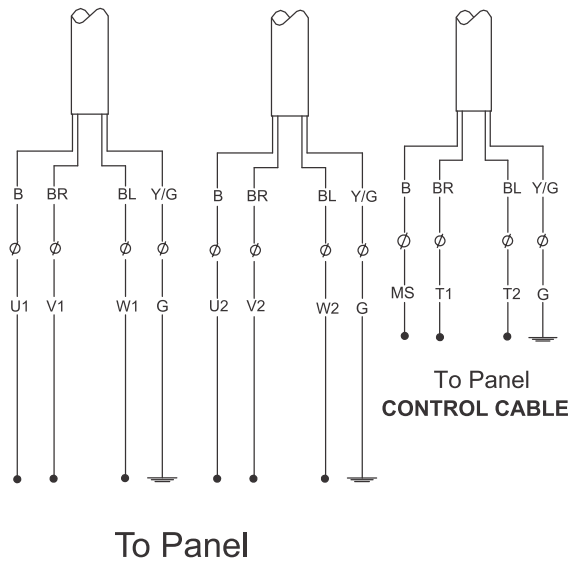 B BR BL Y/G B BR BL Y/G B BR BL Y/G
U1 V1 W1 G U2 V2 W2 G MS T1 T2 G
To Panel
CONTROL CABLE
To Panel